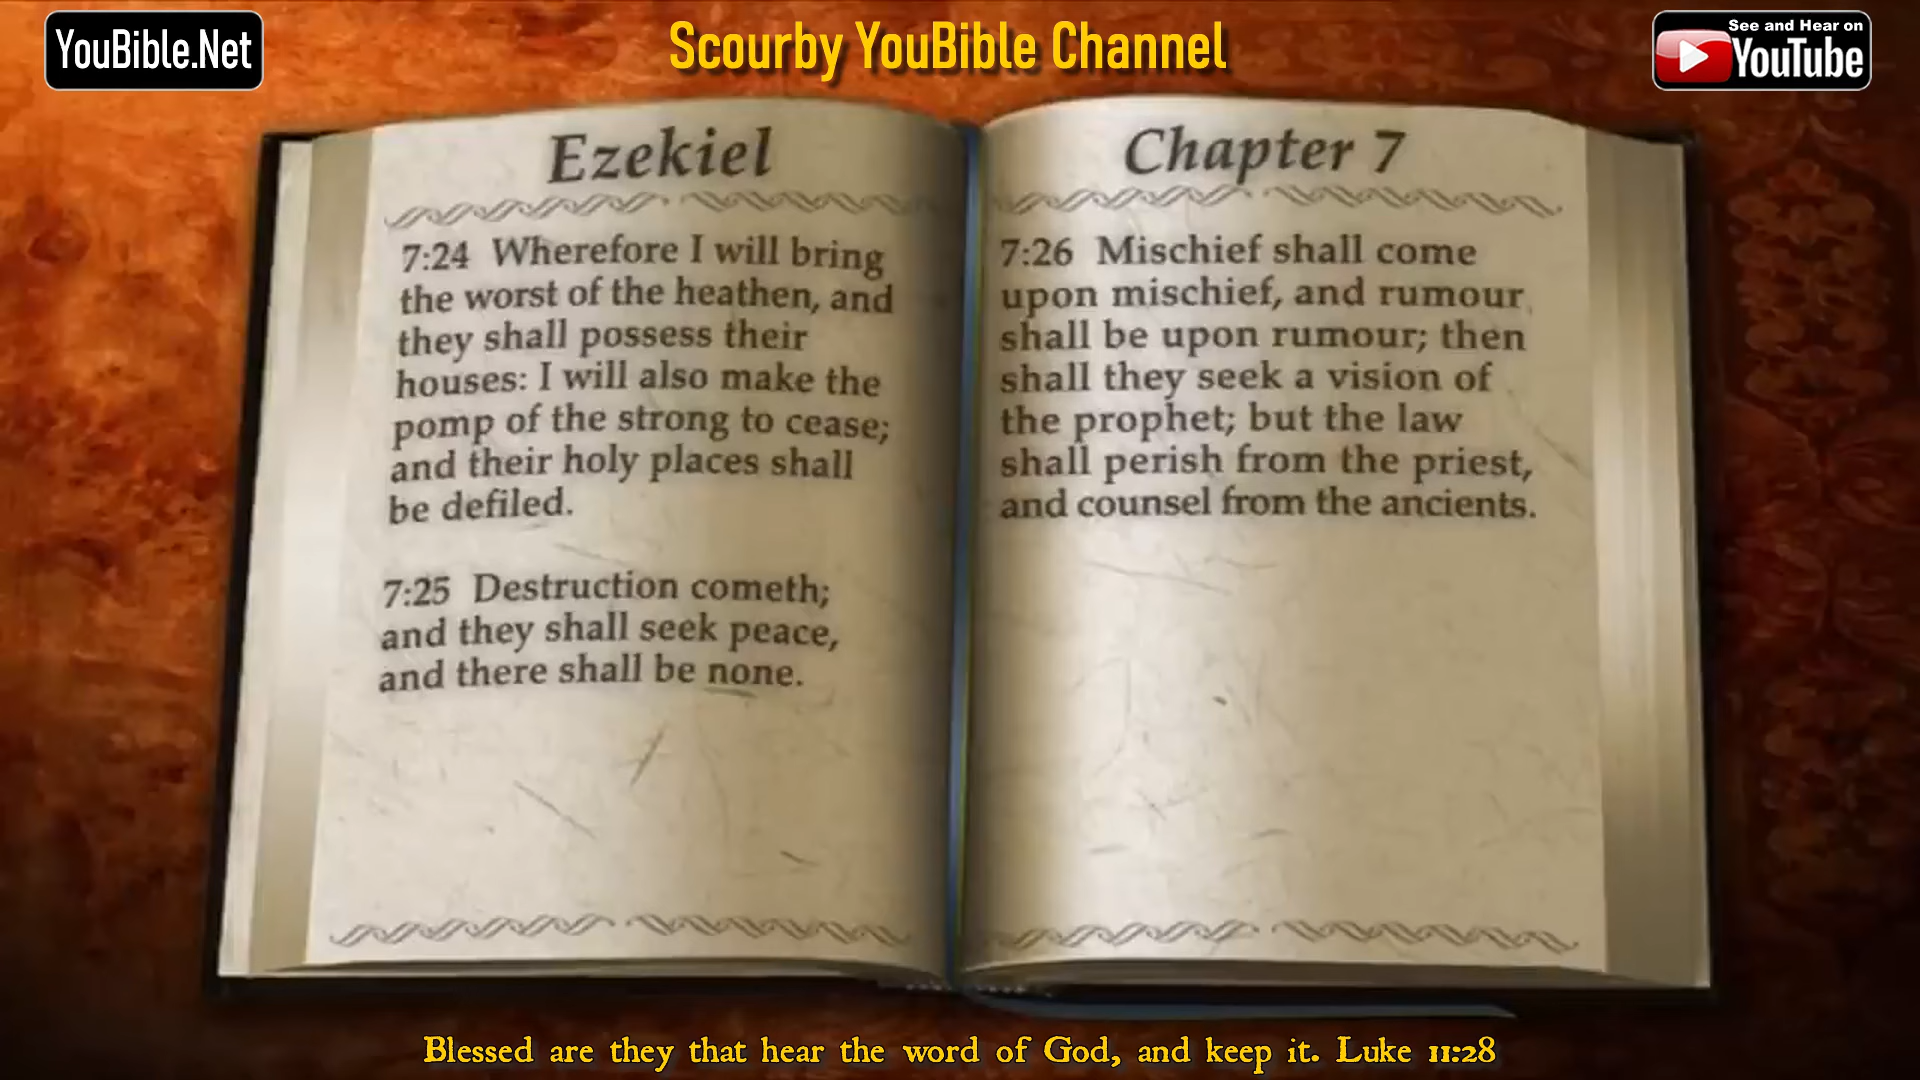 YouBible.Net
Scourby YouBible Channel
See and Hear on
YouTube
Ezekiel
7:24 Wherefore I will bring
the worst of the heathen, and
they shall possess their
houses: I will also make the
pomp of the strong to cease;
and their holy places shall
be defiled.
7:25 Destruction cometh;
and they shall seek peace,
and there shall be none.
Chapter 7
7:26 Mischief shall come
upon mischief, and rumour
shall be upon rumour; then
shall they seek a vision of
the prophet; but the law
shall perish from the priest,
and counsel from the ancients.
Blessed are they that hear the word of God, and keep it. Luke 11:28